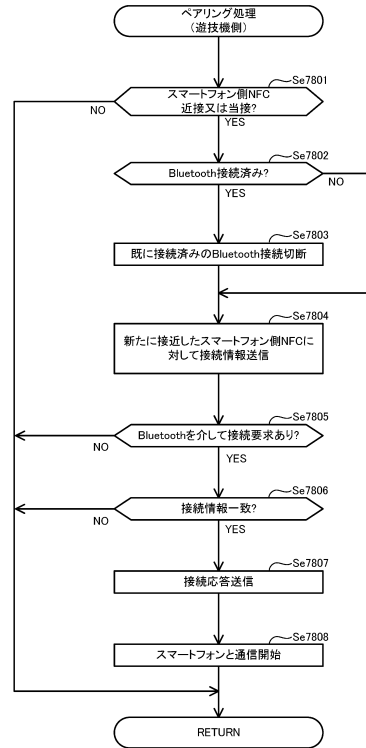 ペアリング処理
(遊技機側)
Se7801
スマートフォン側NFC
近接又は当接?
NO
YES
Se7802
Bluetooth接続済み?
NO
YES
Se7803
既に接続済みのBluetooth接続切断
Se7804
新たに接近したスマートフォン側NFCに
対して接続情報送信
Se7805
Bluetoothを介して接続要求あり?
NO
YES
Se7806
接続情報一致?
NO
YES
Se7807
接続応答送信
Se7808
スマートフォンと通信開始
RETURN